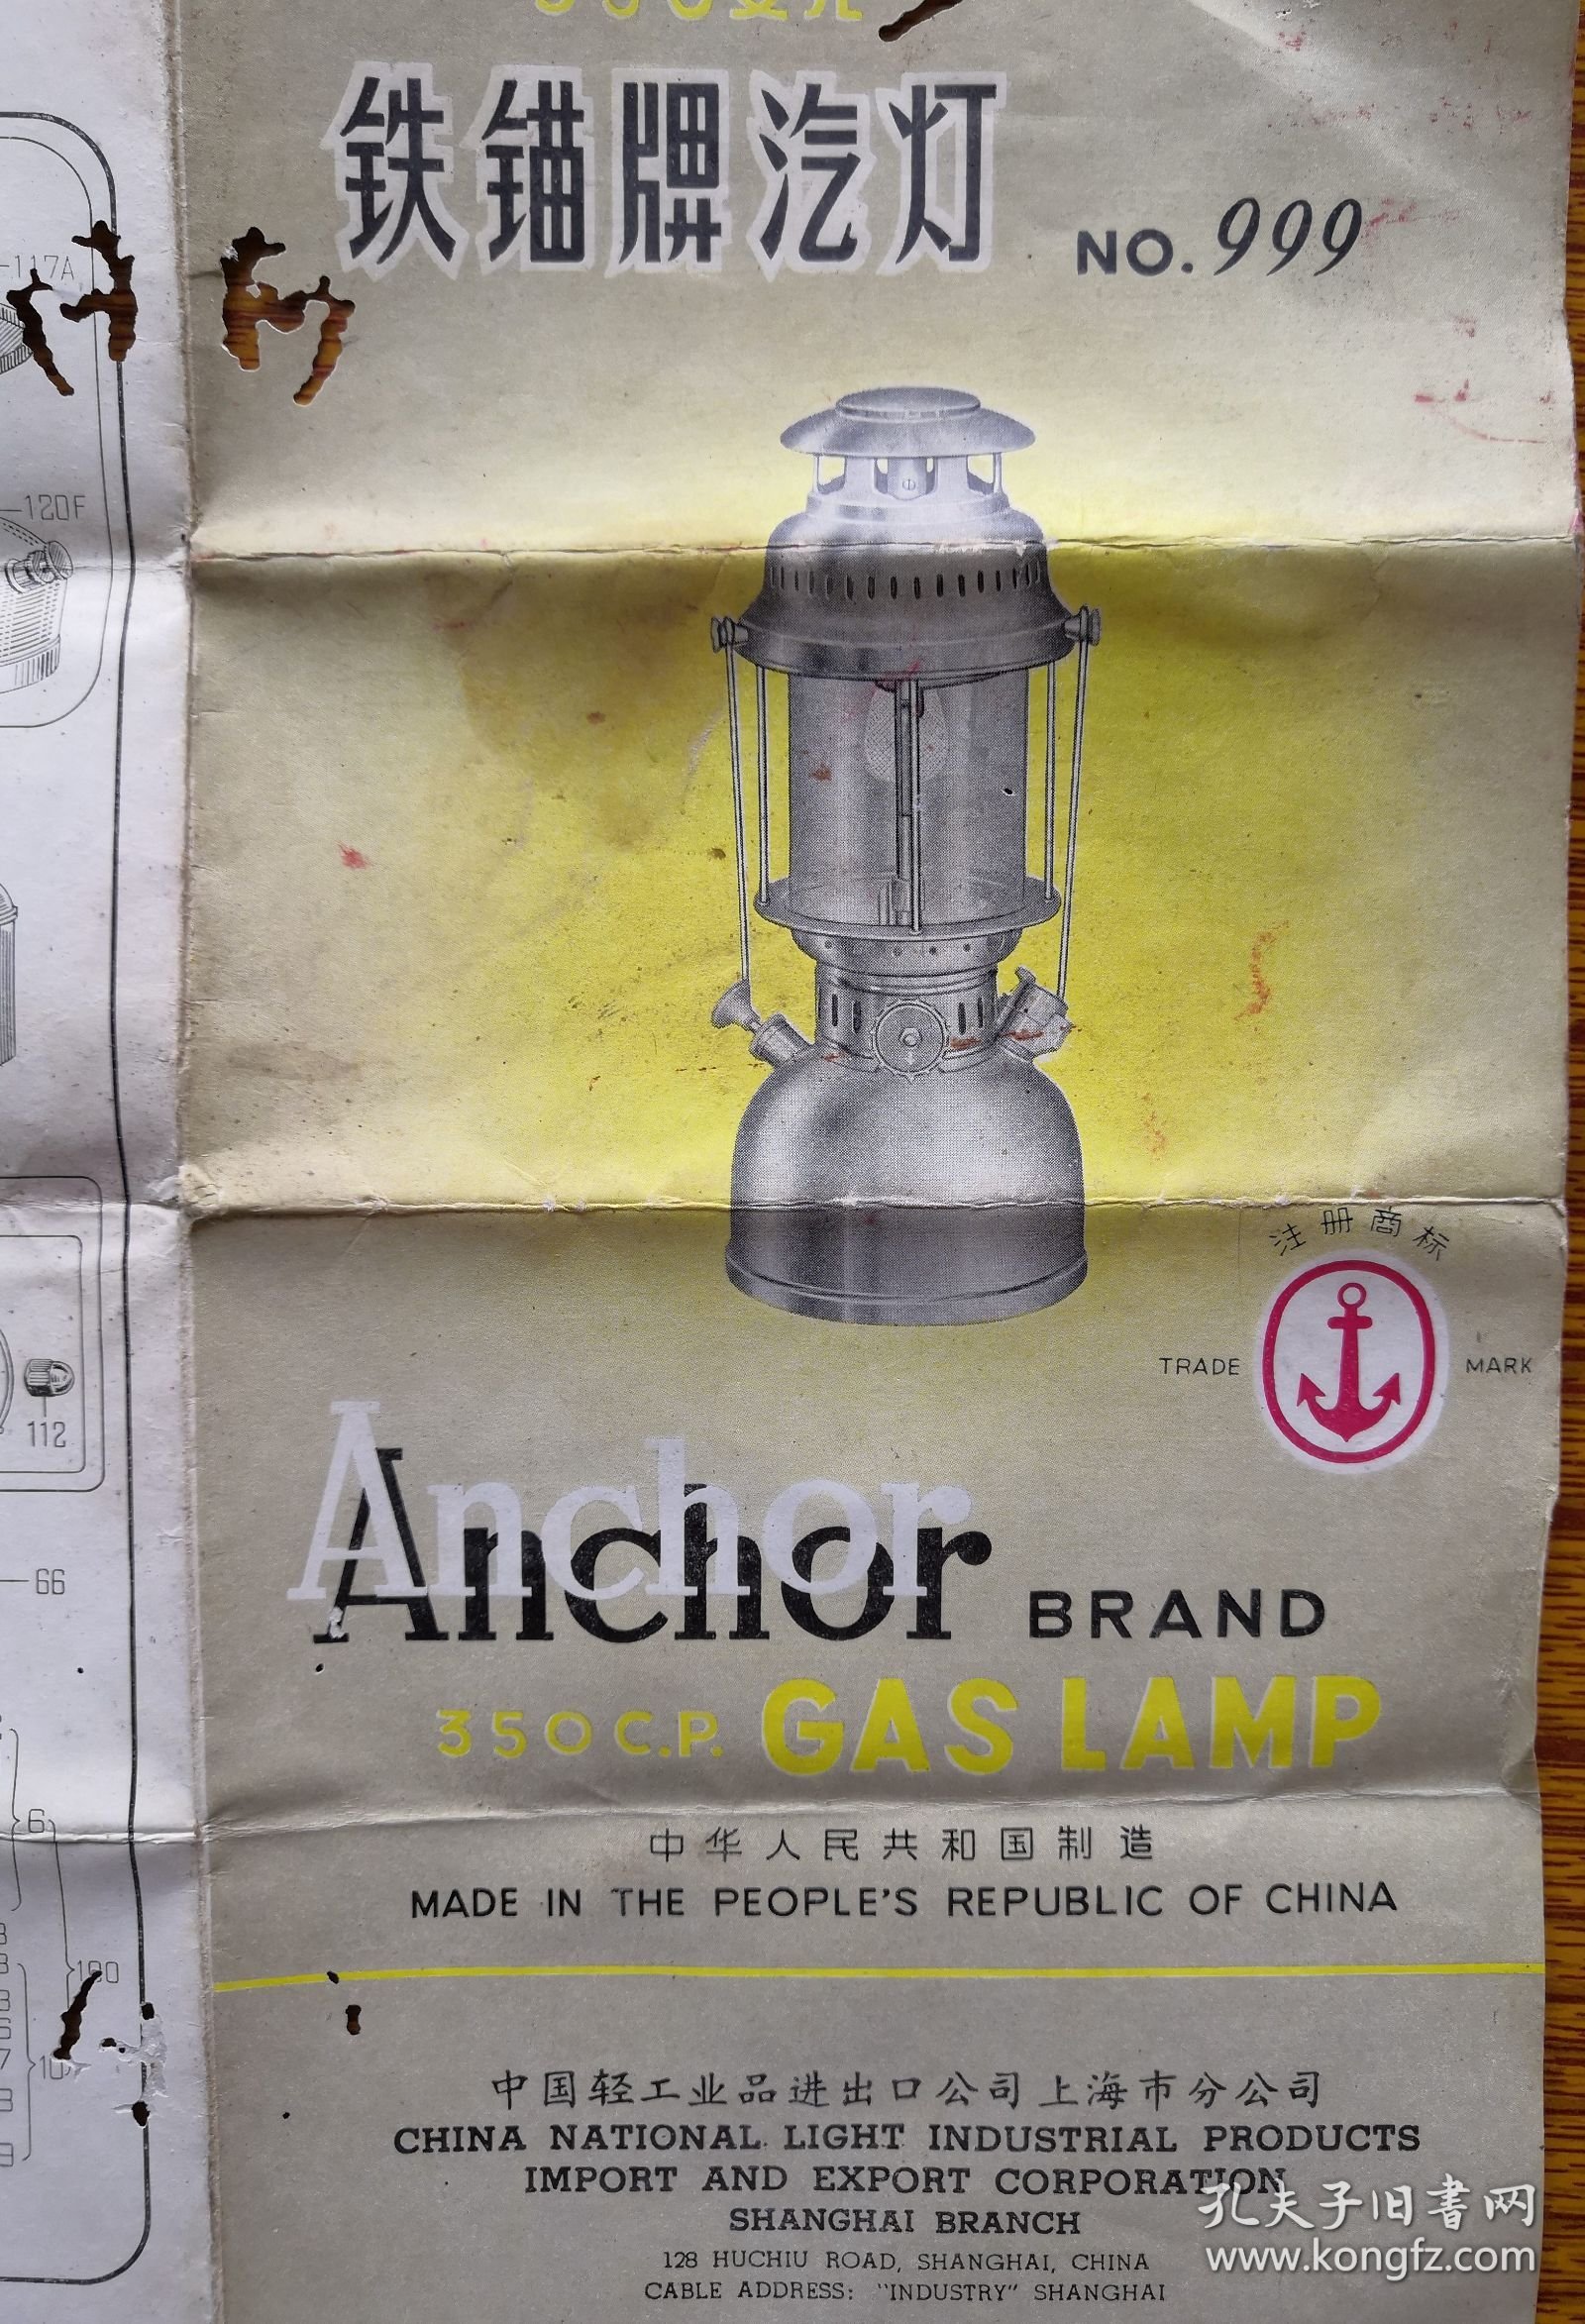 铁锚牌汽灯 NO. 999
117A
120F
注册商标
TRADE MARK
112
Anchor BRAND
66
350 C.P. GAS LAMP
6
中华人民共和国制造
MADE IN THE PEOPLE'S REPUBLIC OF CHINA
中国轻工业品进出口公司上海市分公司
CHINA NATIONAL LIGHT INDUSTRIAL PRODUCTS
IMPORT AND EXPORT CORPORATION
SHANGHAI BRANCH
128 HUCHIU ROAD, SHANGHAI, CHINA
CABLE ADDRESS: "INDUSTRY" SHANGHAI
孔夫子旧书网
www.kongfz.com